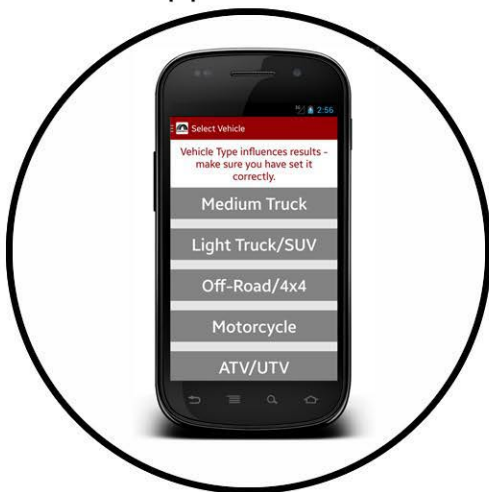 2:56
Select Vehicle
Vehicle Type influences results -
make sure you have set it
correctly.
Medium Truck
Light Truck/SUV
Off-Road/4x4
Motorcycle
ATV/UTV